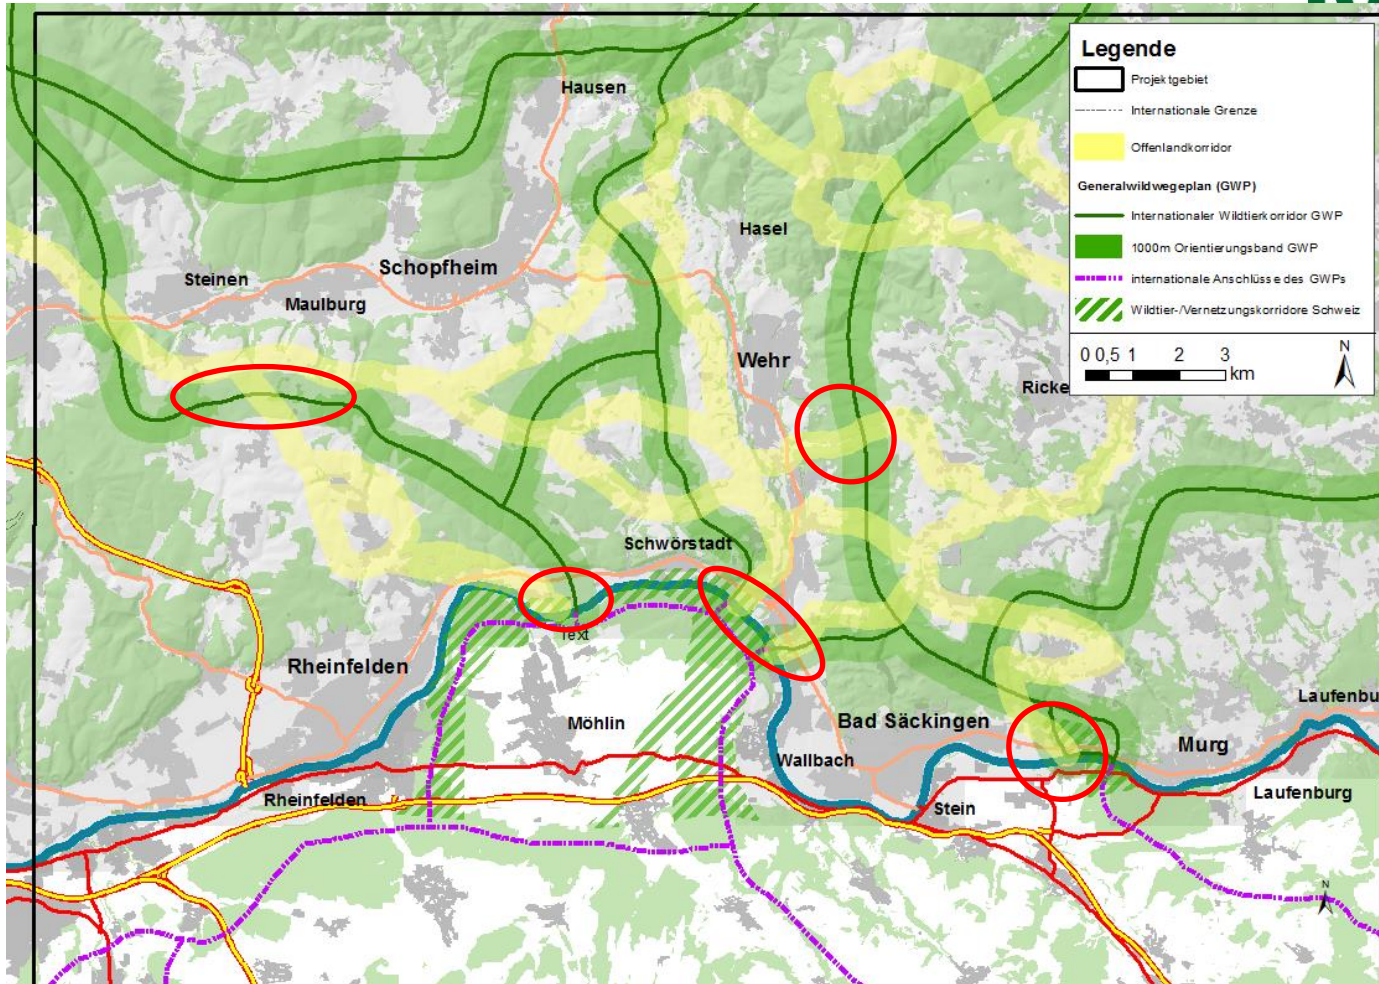 Legende
Projektgebiet
Internationale Grenze
Offenlandkorridor
Generalwildwegeplan (GWP)
Internationaler Wildtierkorridor GWP
1000m Orientierungsband GWP
internationale Anschlüsse des GWPs
Wildtier-/Vernetzungskorridore Schweiz
0 0,5 1 2 3
km
N
Hausen
Hasel
Schopfheim
Steinen
Maulburg
Wehr
Ricke
Schwörstadt
Text
Rheinfelden
Möhlin
Bad Säckingen
Laufenbu
Murg
Wallbach
Rheinfelden
Stein
Laufenburg
N